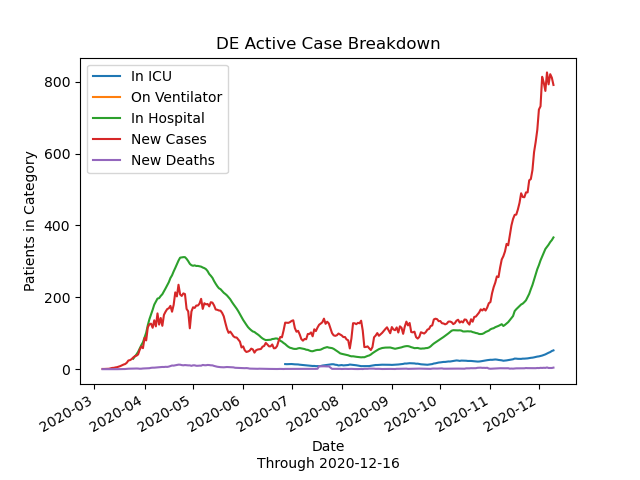 DE Active Case Breakdown
In ICU
On Ventilator
In Hospital
New Cases
New Deaths
Patients in Category
800
600
400
200
0
2020-03
2020-04
2020-05
2020-06
2020-07
2020-08
2020-09
2020-10
2020-11
2020-12
Date
Through 2020-12-16